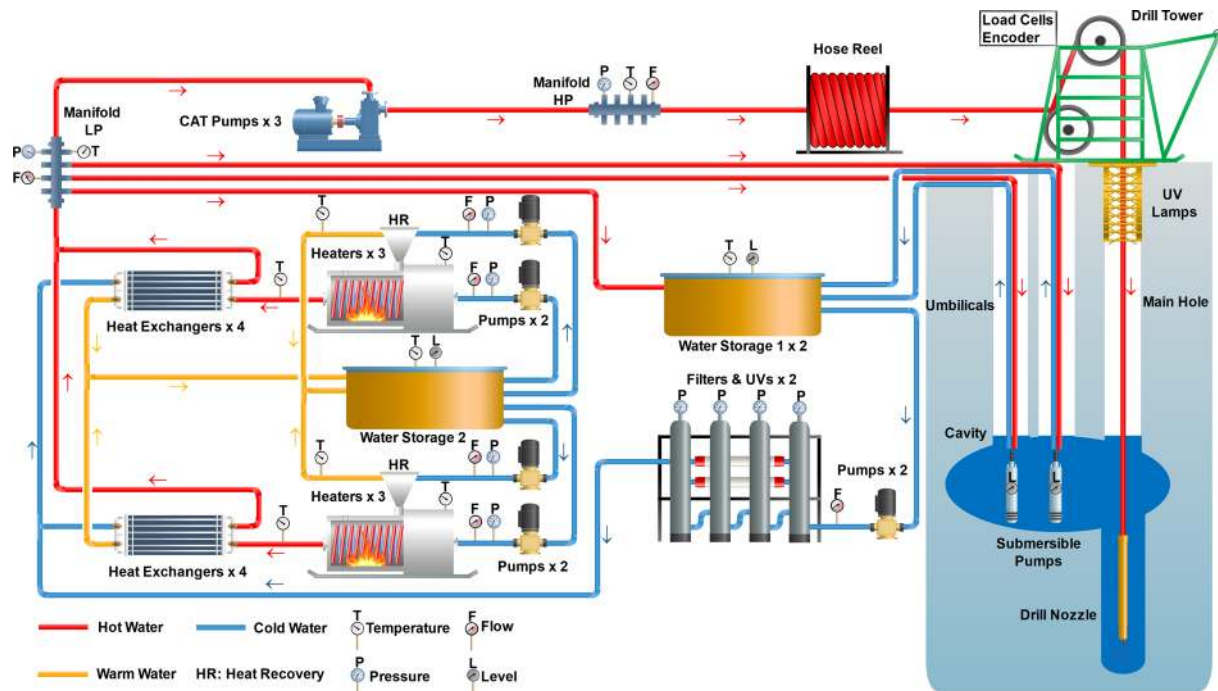 Load Cells
Encoder
Drill Tower
Hose Reel
Manifold
HP
P
T
F
CAT Pumps x 3
Manifold
LP
P
T
F
UV
Lamps
T
HR
F
P
Heaters x 3
T
T
F
P
Heat Exchangers x 4
Pumps x 2
T
L
Water Storage 1 x 2
Umbilicals
Main Hole
T
L
Water Storage 2
Filters & UVs x 2
P
P
P
P
Cavity
T
HR
F
P
Heaters x 3
T
Pumps x 2
F
L
L
T
F
P
Heat Exchangers x 4
Pumps x 2
Submersible
Pumps
Drill Nozzle
Hot Water
Cold Water
T
Temperature
F
Flow
Warm Water
HR: Heat Recovery
P
Pressure
L
Level